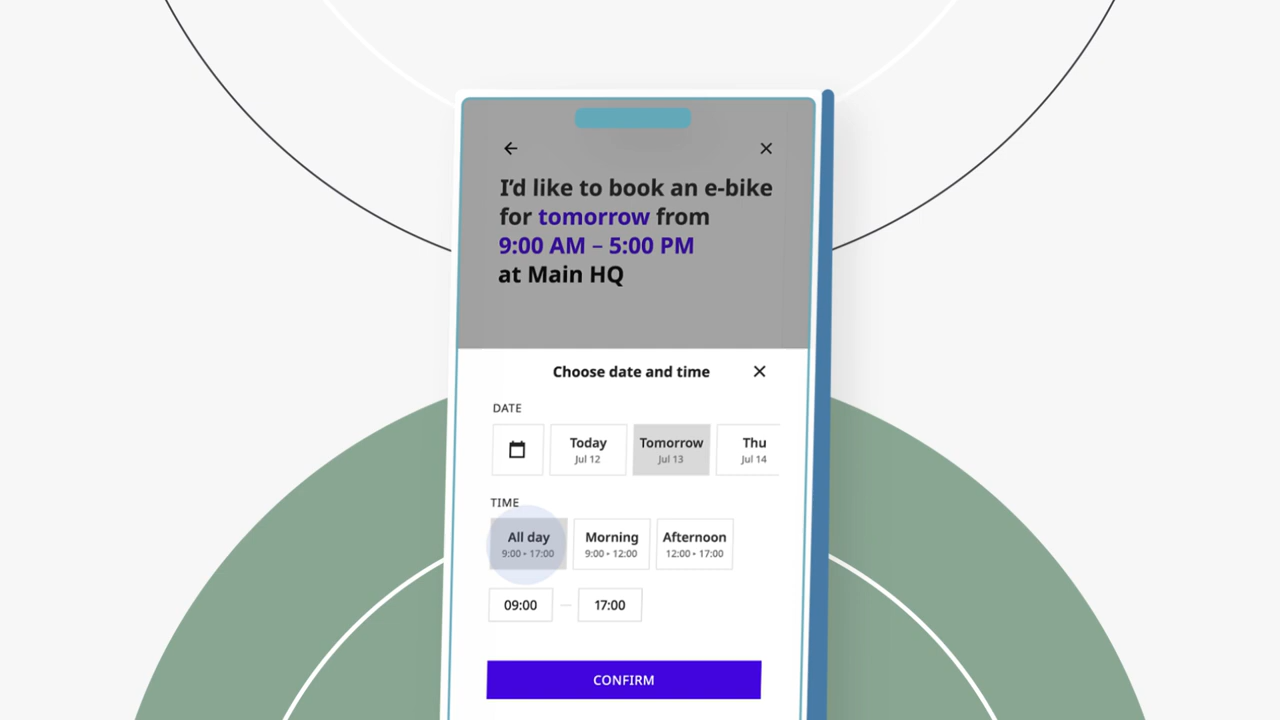 I’d like to book an e-bike
for tomorrow from
9:00 AM – 5:00 PM
at Main HQ
Choose date and time
DATE
Today
Jul 12
Tomorrow
Jul 13
Thu
Jul 14
TIME
All day
9:00 • 17:00
Morning
9:00 • 12:00
Afternoon
12:00 • 17:00
09:00 — 17:00
CONFIRM